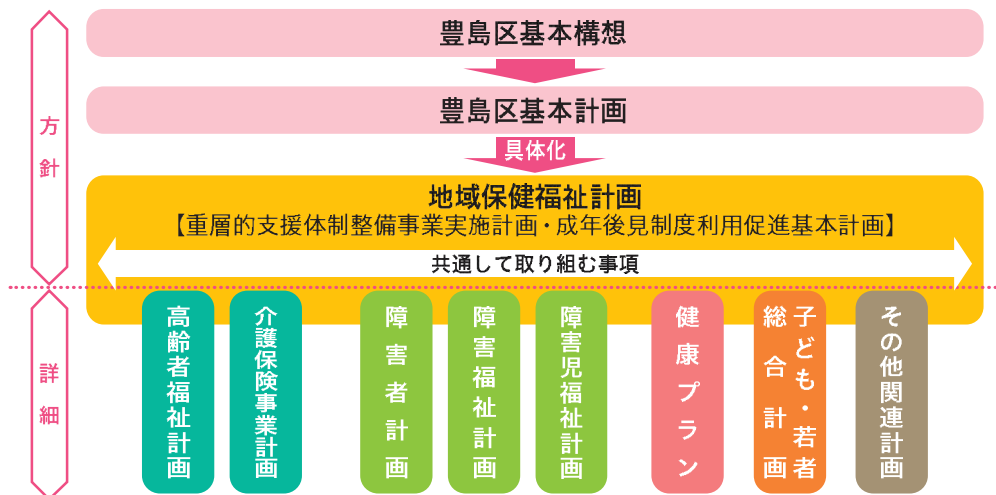 豊島区基本構想
豊島区基本計画
具体化
方針
地域保健福祉計画
【重層的支援体制整備事業実施計画・成年後見制度利用促進基本計画】
共通して取り組む事項
詳細
高齢者福祉計画
介護保険事業計画
障害者計画
障害福祉計画
障害児福祉計画
健康プラン
子ども・若者
総合計画
その他関連計画